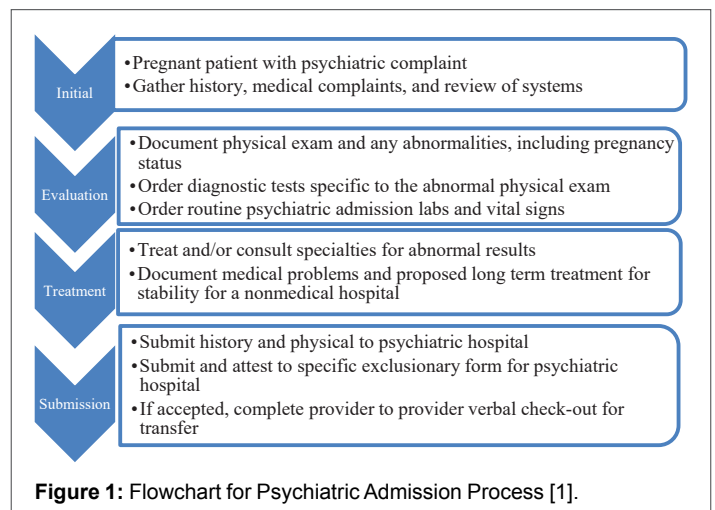 Initial
•Pregnant patient with psychiatric complaint
•Gather history, medical complaints, and review of systems
Evaluation
•Document physical exam and any abnormalities, including pregnancy
status
•Order diagnostic tests specific to the abnormal physical exam
•Order routine psychiatric admission labs and vital signs
Treatment
•Treat and/or consult specialties for abnormal results
•Document medical problems and proposed long term treatment for
stability for a nonmedical hospital
Submission
•Submit history and physical to psychiatric hospital
•Submit and attest to specific exclusionary form for psychiatric
hospital
•If accepted, complete provider to provider verbal check-out for
transfer
Figure 1: Flowchart for Psychiatric Admission Process [1].